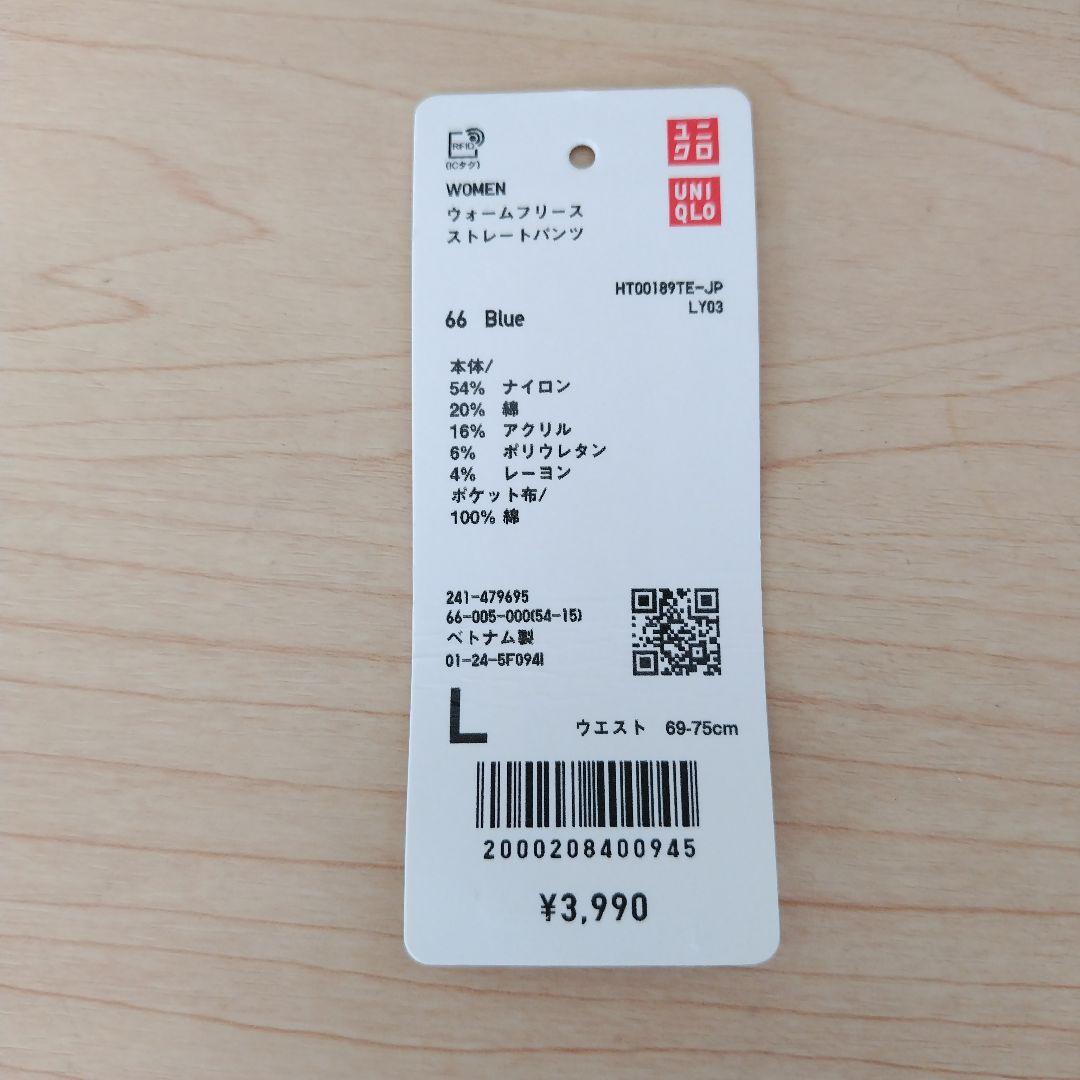 RFID
(ICタグ)
ユニ
クロ
UNI
QLO
WOMEN
ウォームフリース
ストレートパンツ
HT00189TE-JP
LY03
66 Blue
本体/
54% ナイロン
20% 綿
16% アクリル
6% ポリウレタン
4% レーヨン
ポケット布/
100% 綿
241-479695
66-005-000(54-15)
ベトナム製
01-24-5F094I
L ウエスト 69-75cm
2000208400945
¥3,990